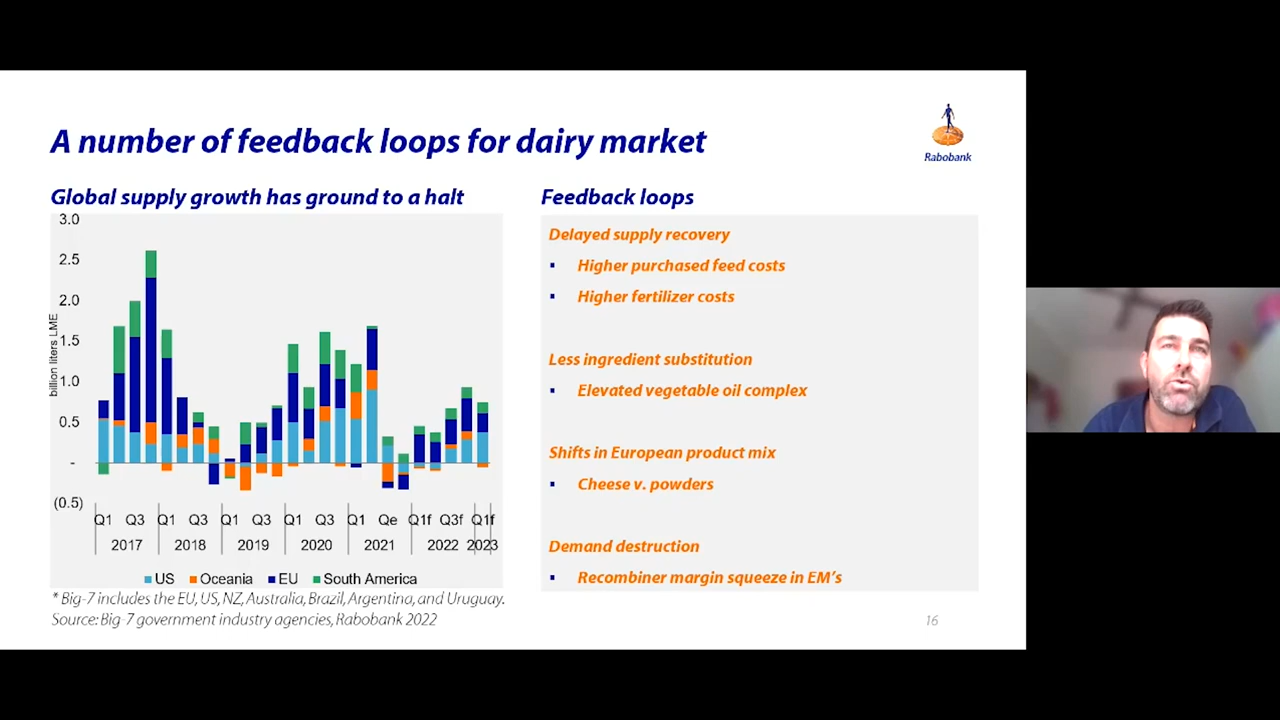 A number of feedback loops for dairy market
Rabobank
Global supply growth has ground to a halt
3.0
2.5
2.0
1.5
1.0
0.5
-
(0.5)
billion liters LME
Q1 Q3 Q1 Q3 Q1 Q3 Q1 Q3 Q1 Qe Q1f Q3f Q1f
2017 2018 2019 2020 2021 2022 2023
US Oceania EU South America
* Big-7 includes the EU, US, NZ, Australia, Brazil, Argentina, and Uruguay.
Source: Big-7 government industry agencies, Rabobank 2022
Feedback loops
Delayed supply recovery
▪ Higher purchased feed costs
▪ Higher fertilizer costs
Less ingredient substitution
▪ Elevated vegetable oil complex
Shifts in European product mix
▪ Cheese v. powders
Demand destruction
▪ Recombiner margin squeeze in EM's
16